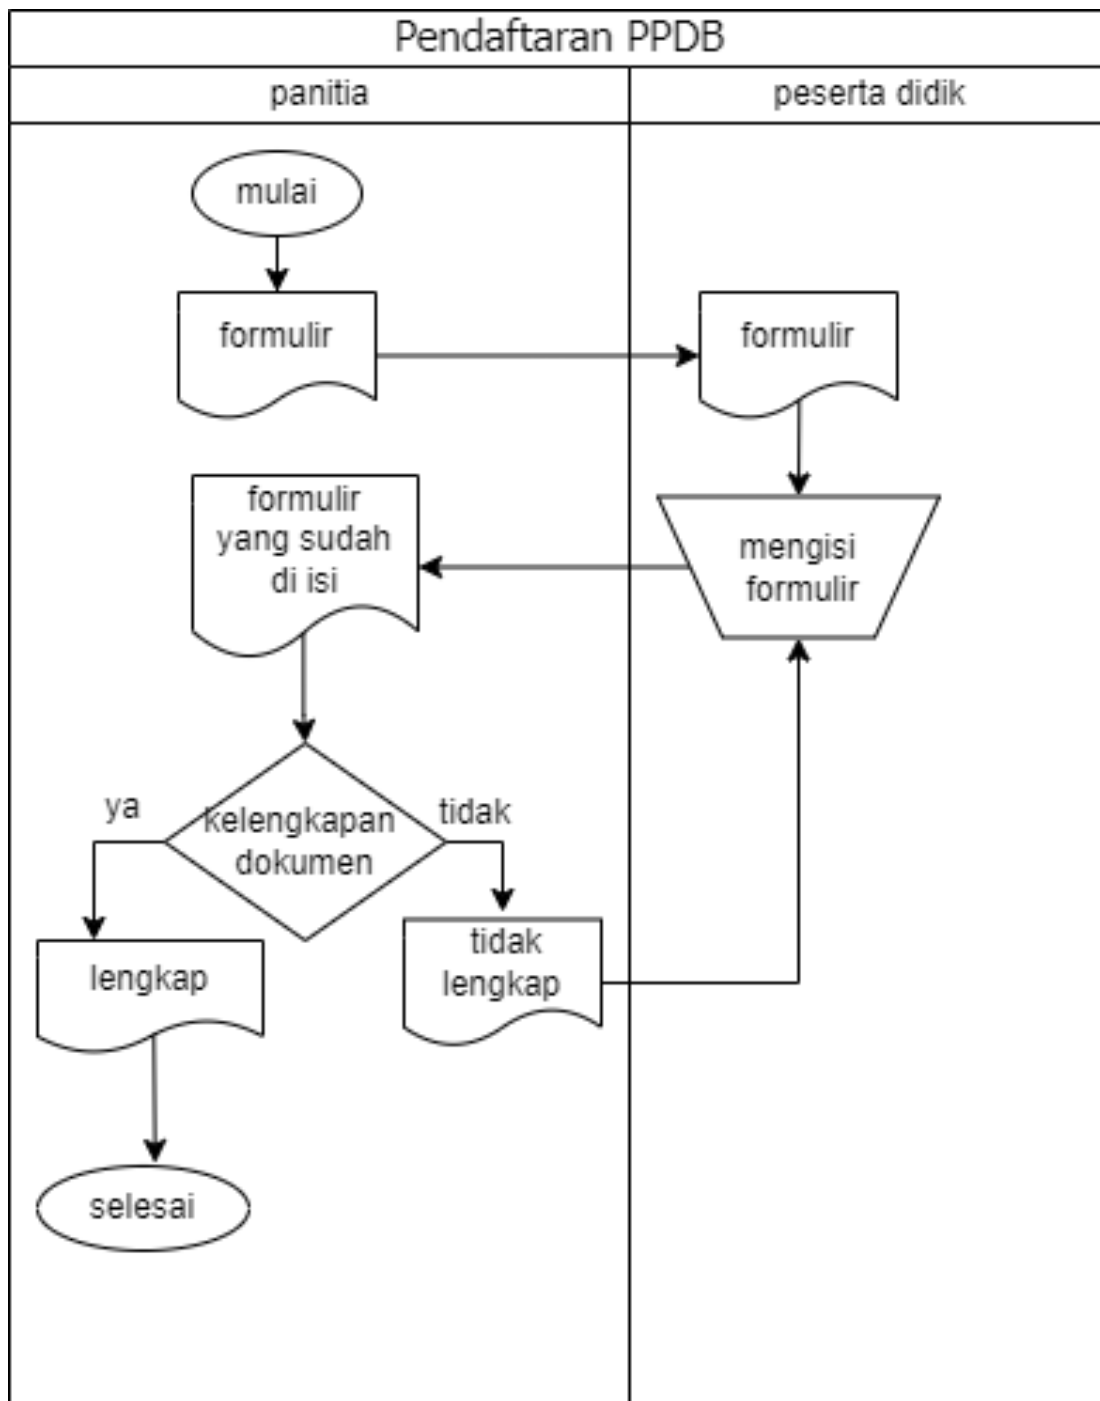 Pendaftaran PPDB
panitia
peserta didik
mulai
formulir
formulir
formulir
yang sudah
di isi
mengisi
formulir
ya
kelengkapan
dokumen
tidak
lengkap
tidak
lengkap
selesai